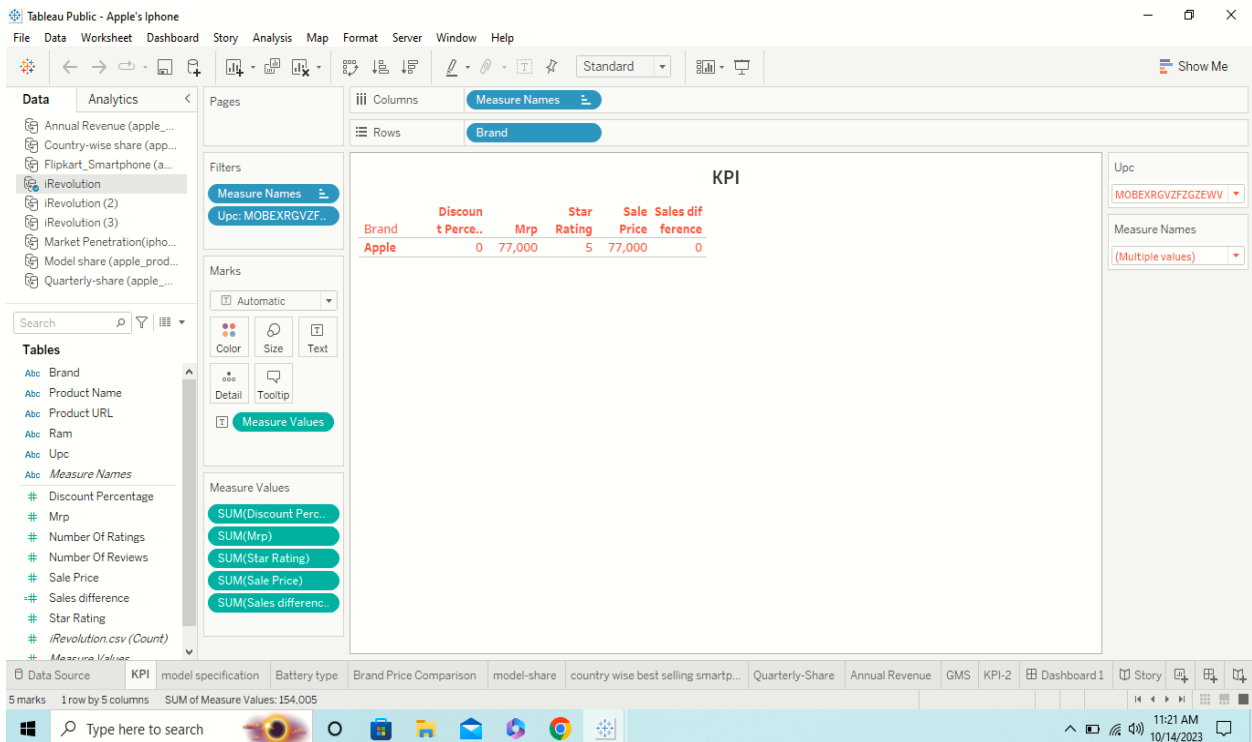 Tableau Public - Apple's Iphone
File Data Worksheet Dashboard Story Analysis Map Format Server Window Help
Standard
Show Me
Data Analytics
Annual Revenue (apple_...
Country-wise share (app...
Flipkart_Smartphone (a...
iRevolution
iRevolution (2)
iRevolution (3)
Market Penetration(ipho...
Model share (apple_prod...
Quarterly-share (apple_...
Search
Tables
Abc Brand
Abc Product Name
Abc Product URL
Abc Ram
Abc Upc
Abc Measure Names
# Discount Percentage
# Mrp
# Number Of Ratings
# Number Of Reviews
# Sale Price
=# Sales difference
# Star Rating
# iRevolution.csv (Count)
# Measure Values
Pages
Filters
Measure Names
Upc: MOBEXRGVZF..
Marks
Automatic
Color Size Text
Detail Tooltip
Measure Values
Measure Values
SUM(Discount Perc..
SUM(Mrp)
SUM(Star Rating)
SUM(Sale Price)
SUM(Sales differenc..
Columns Measure Names
Rows Brand
KPI
Discoun Star Sale Sales dif
Brand t Perce.. Mrp Rating Price ference
Apple 0 77,000 5 77,000 0
Upc
MOBEXRGVZFZGZEWV
Measure Names
(Multiple values)
Data Source KPI model specification Battery type Brand Price Comparison model-share country wise best selling smartp... Quarterly-Share Annual Revenue GMS KPI-2 Dashboard 1 Story
5 marks 1 row by 5 columns SUM of Measure Values: 154,005
Type here to search
11:21 AM
10/14/2023